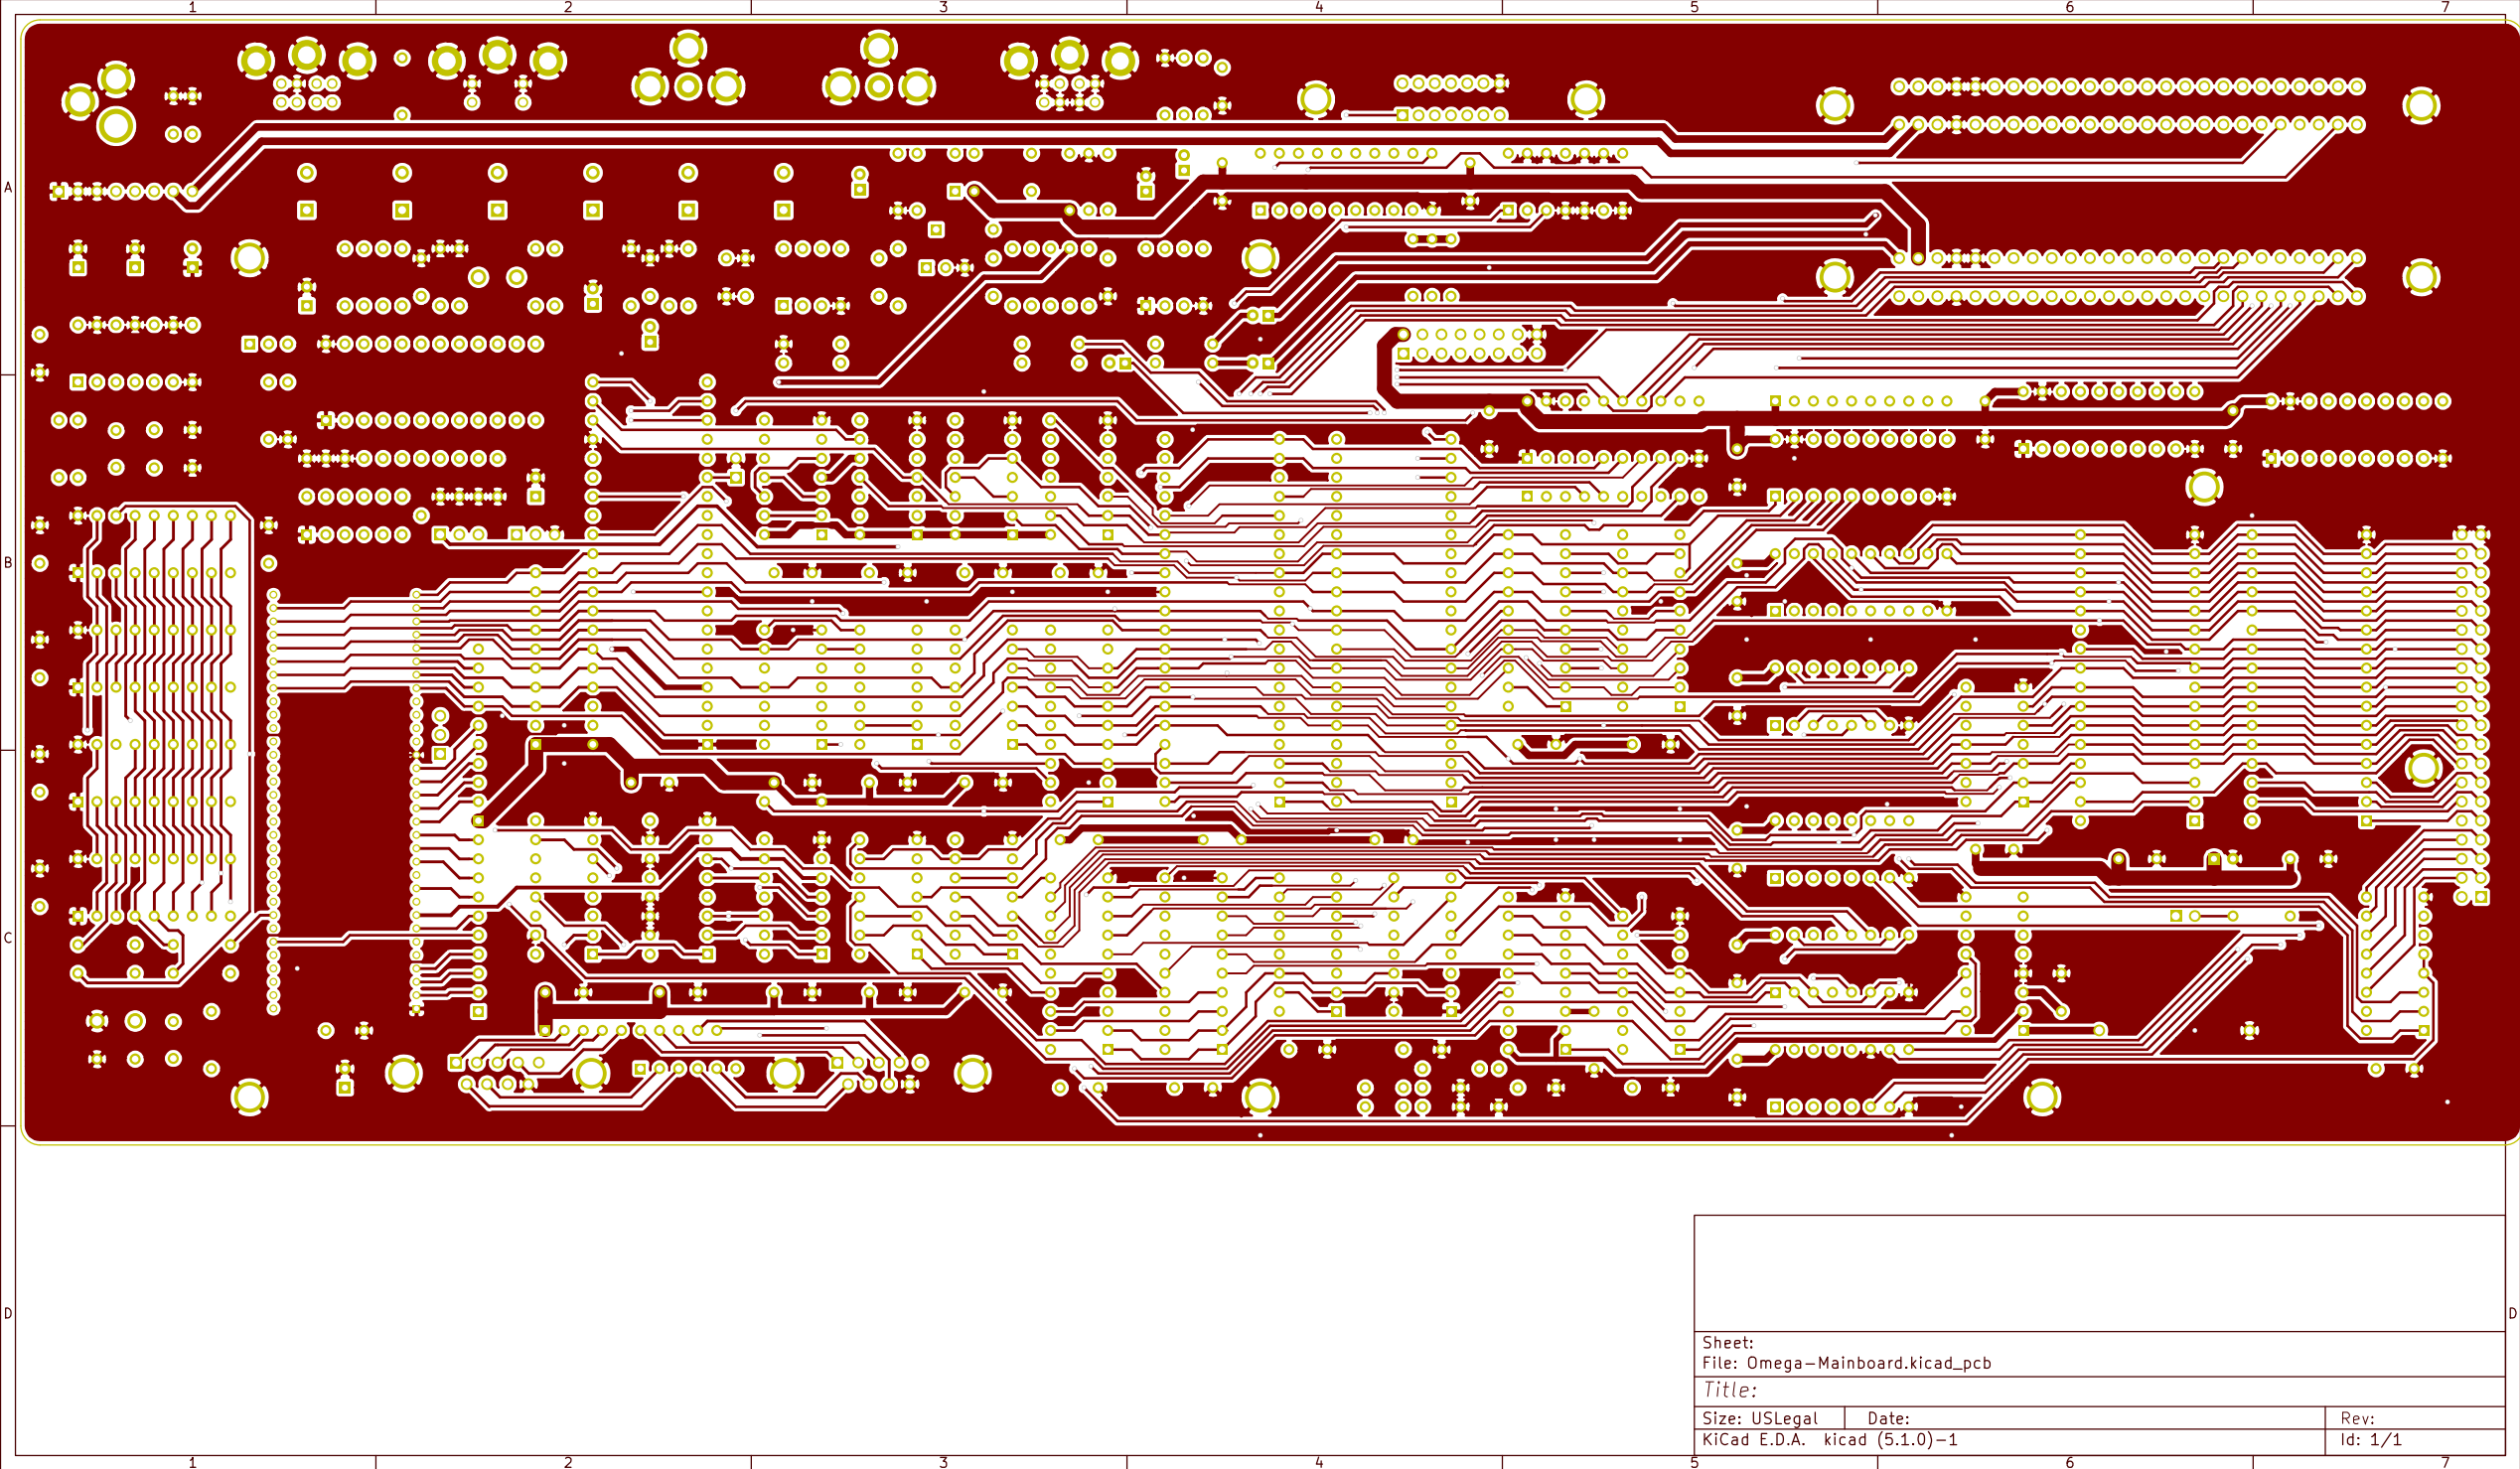 1 2 3 4 5 6 7
A
B
C
D D
Sheet:
File: Omega-Mainboard.kicad_pcb
Title:
Size: USLegal Date: Rev:
KiCad E.D.A. kicad (5.1.0)-1 Id: 1/1
1 2 3 4 5 6 7